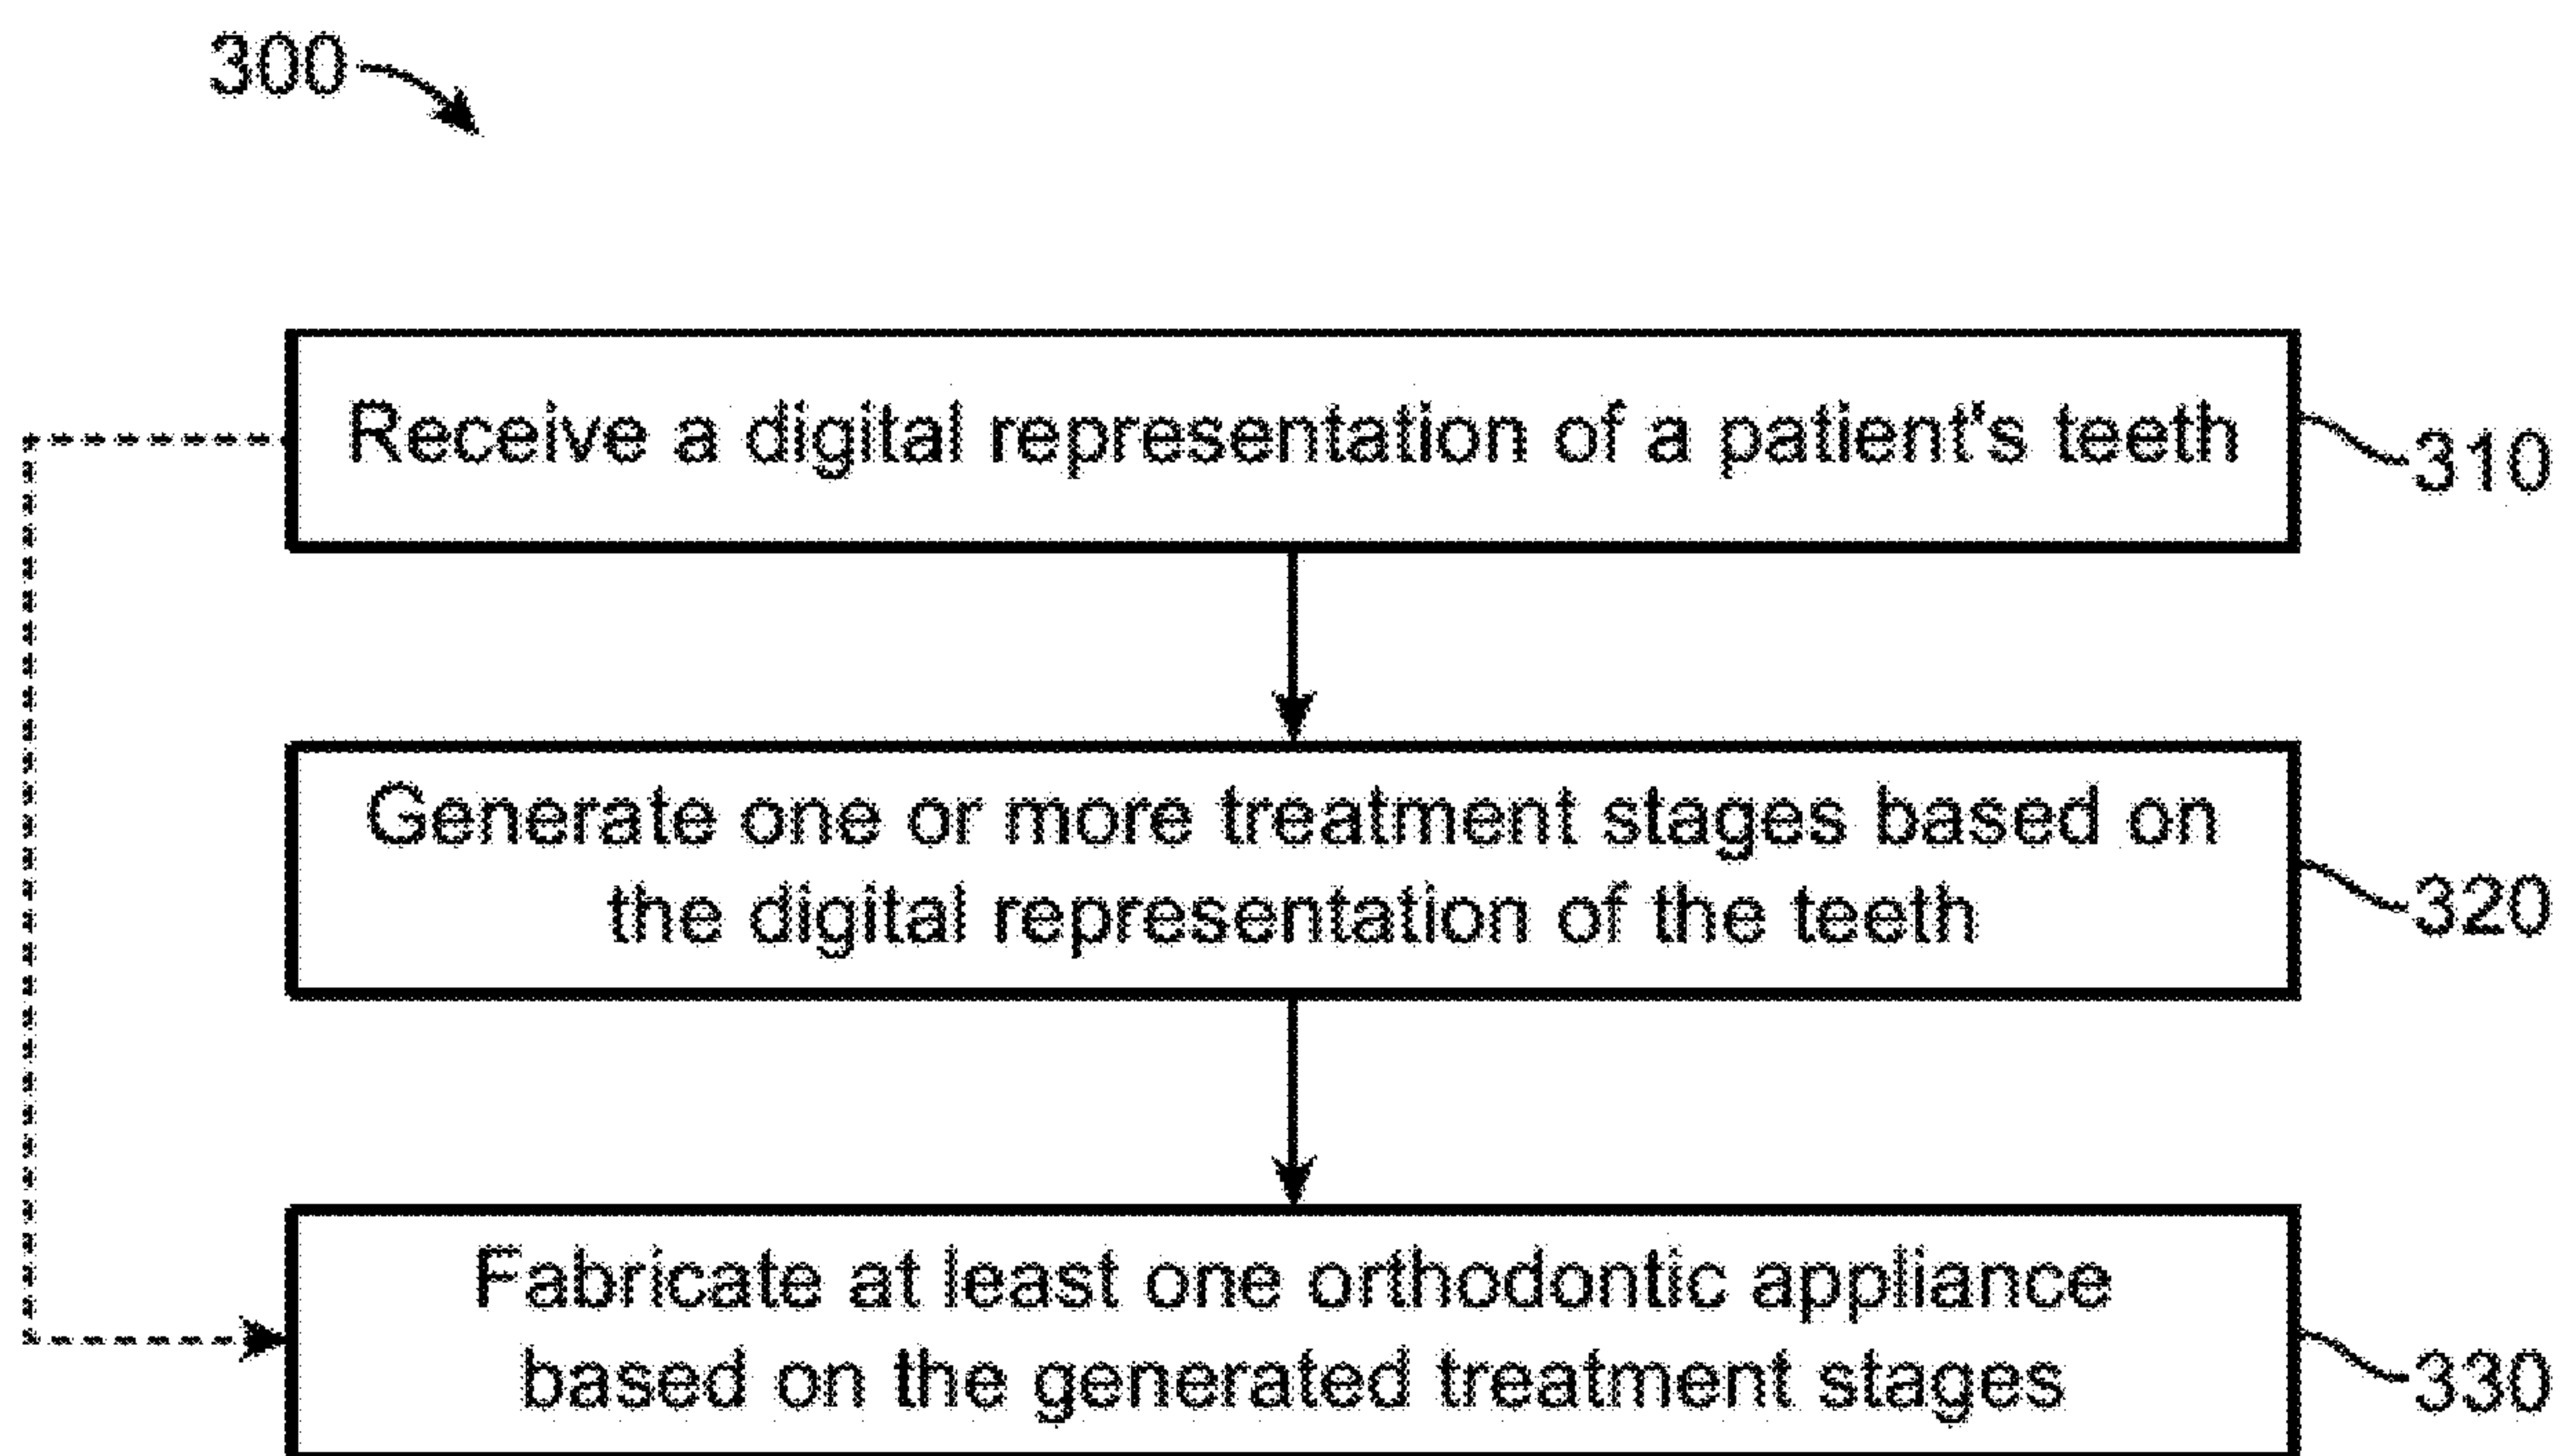 300
Receive a digital representation of a patient's teeth
310
Generate one or more treatment stages based on
the digital representation of the teeth
320
Fabricate at least one orthodontic appliance
based on the generated treatment stages
330